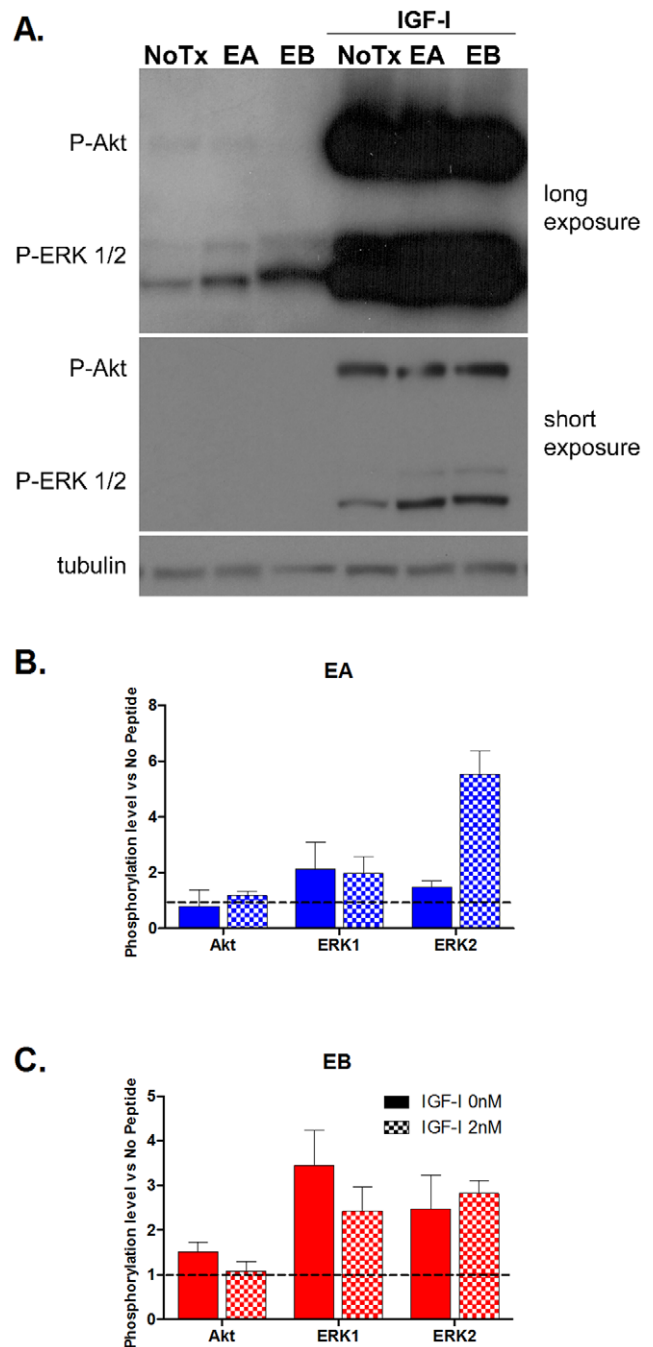 A.
IGF-I
NoTx EA EB NoTx EA EB
P-Akt
long
exposure
P-ERK 1/2
P-Akt
short
exposure
P-ERK 1/2
tubulin
B.
EA
Phosphorylation level vs No Peptide
8
6
4
2
0
Akt ERK1 ERK2
C.
EB
Phosphorylation level vs No Peptide
5
4
3
2
1
0
IGF-I 0nM
IGF-I 2nM
Akt ERK1 ERK2